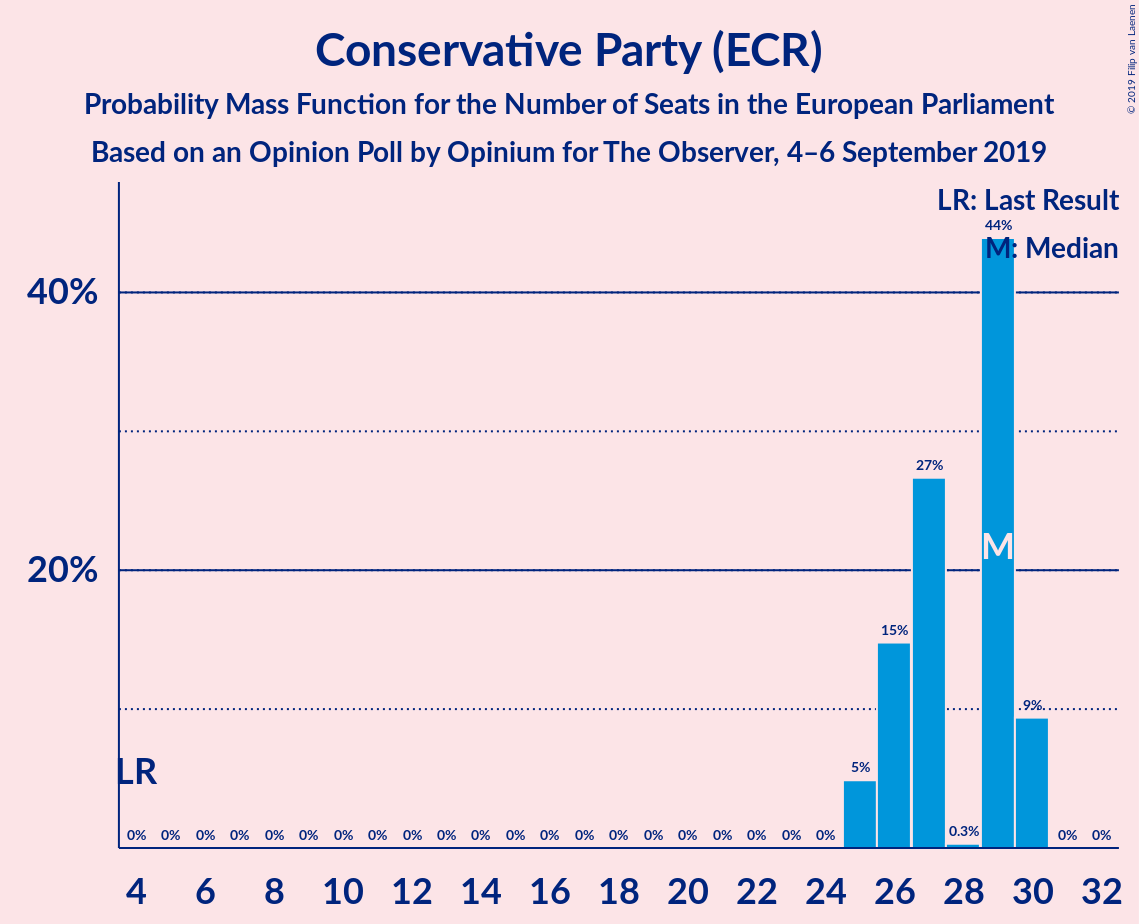 Conservative Party (ECR)
Probability Mass Function for the Number of Seats in the European Parliament
Based on an Opinion Poll by Opinium for The Observer, 4–6 September 2019
© 2019 Filip van Laenen
LR: Last Result
44%
M: Median
40%
27%
M
20%
15%
9%
LR
5%
0% 0% 0% 0% 0% 0% 0% 0% 0% 0% 0% 0% 0% 0% 0% 0% 0% 0% 0% 0% 0% 0.3% 0% 0%
4 6 8 10 12 14 16 18 20 22 24 26 28 30 32